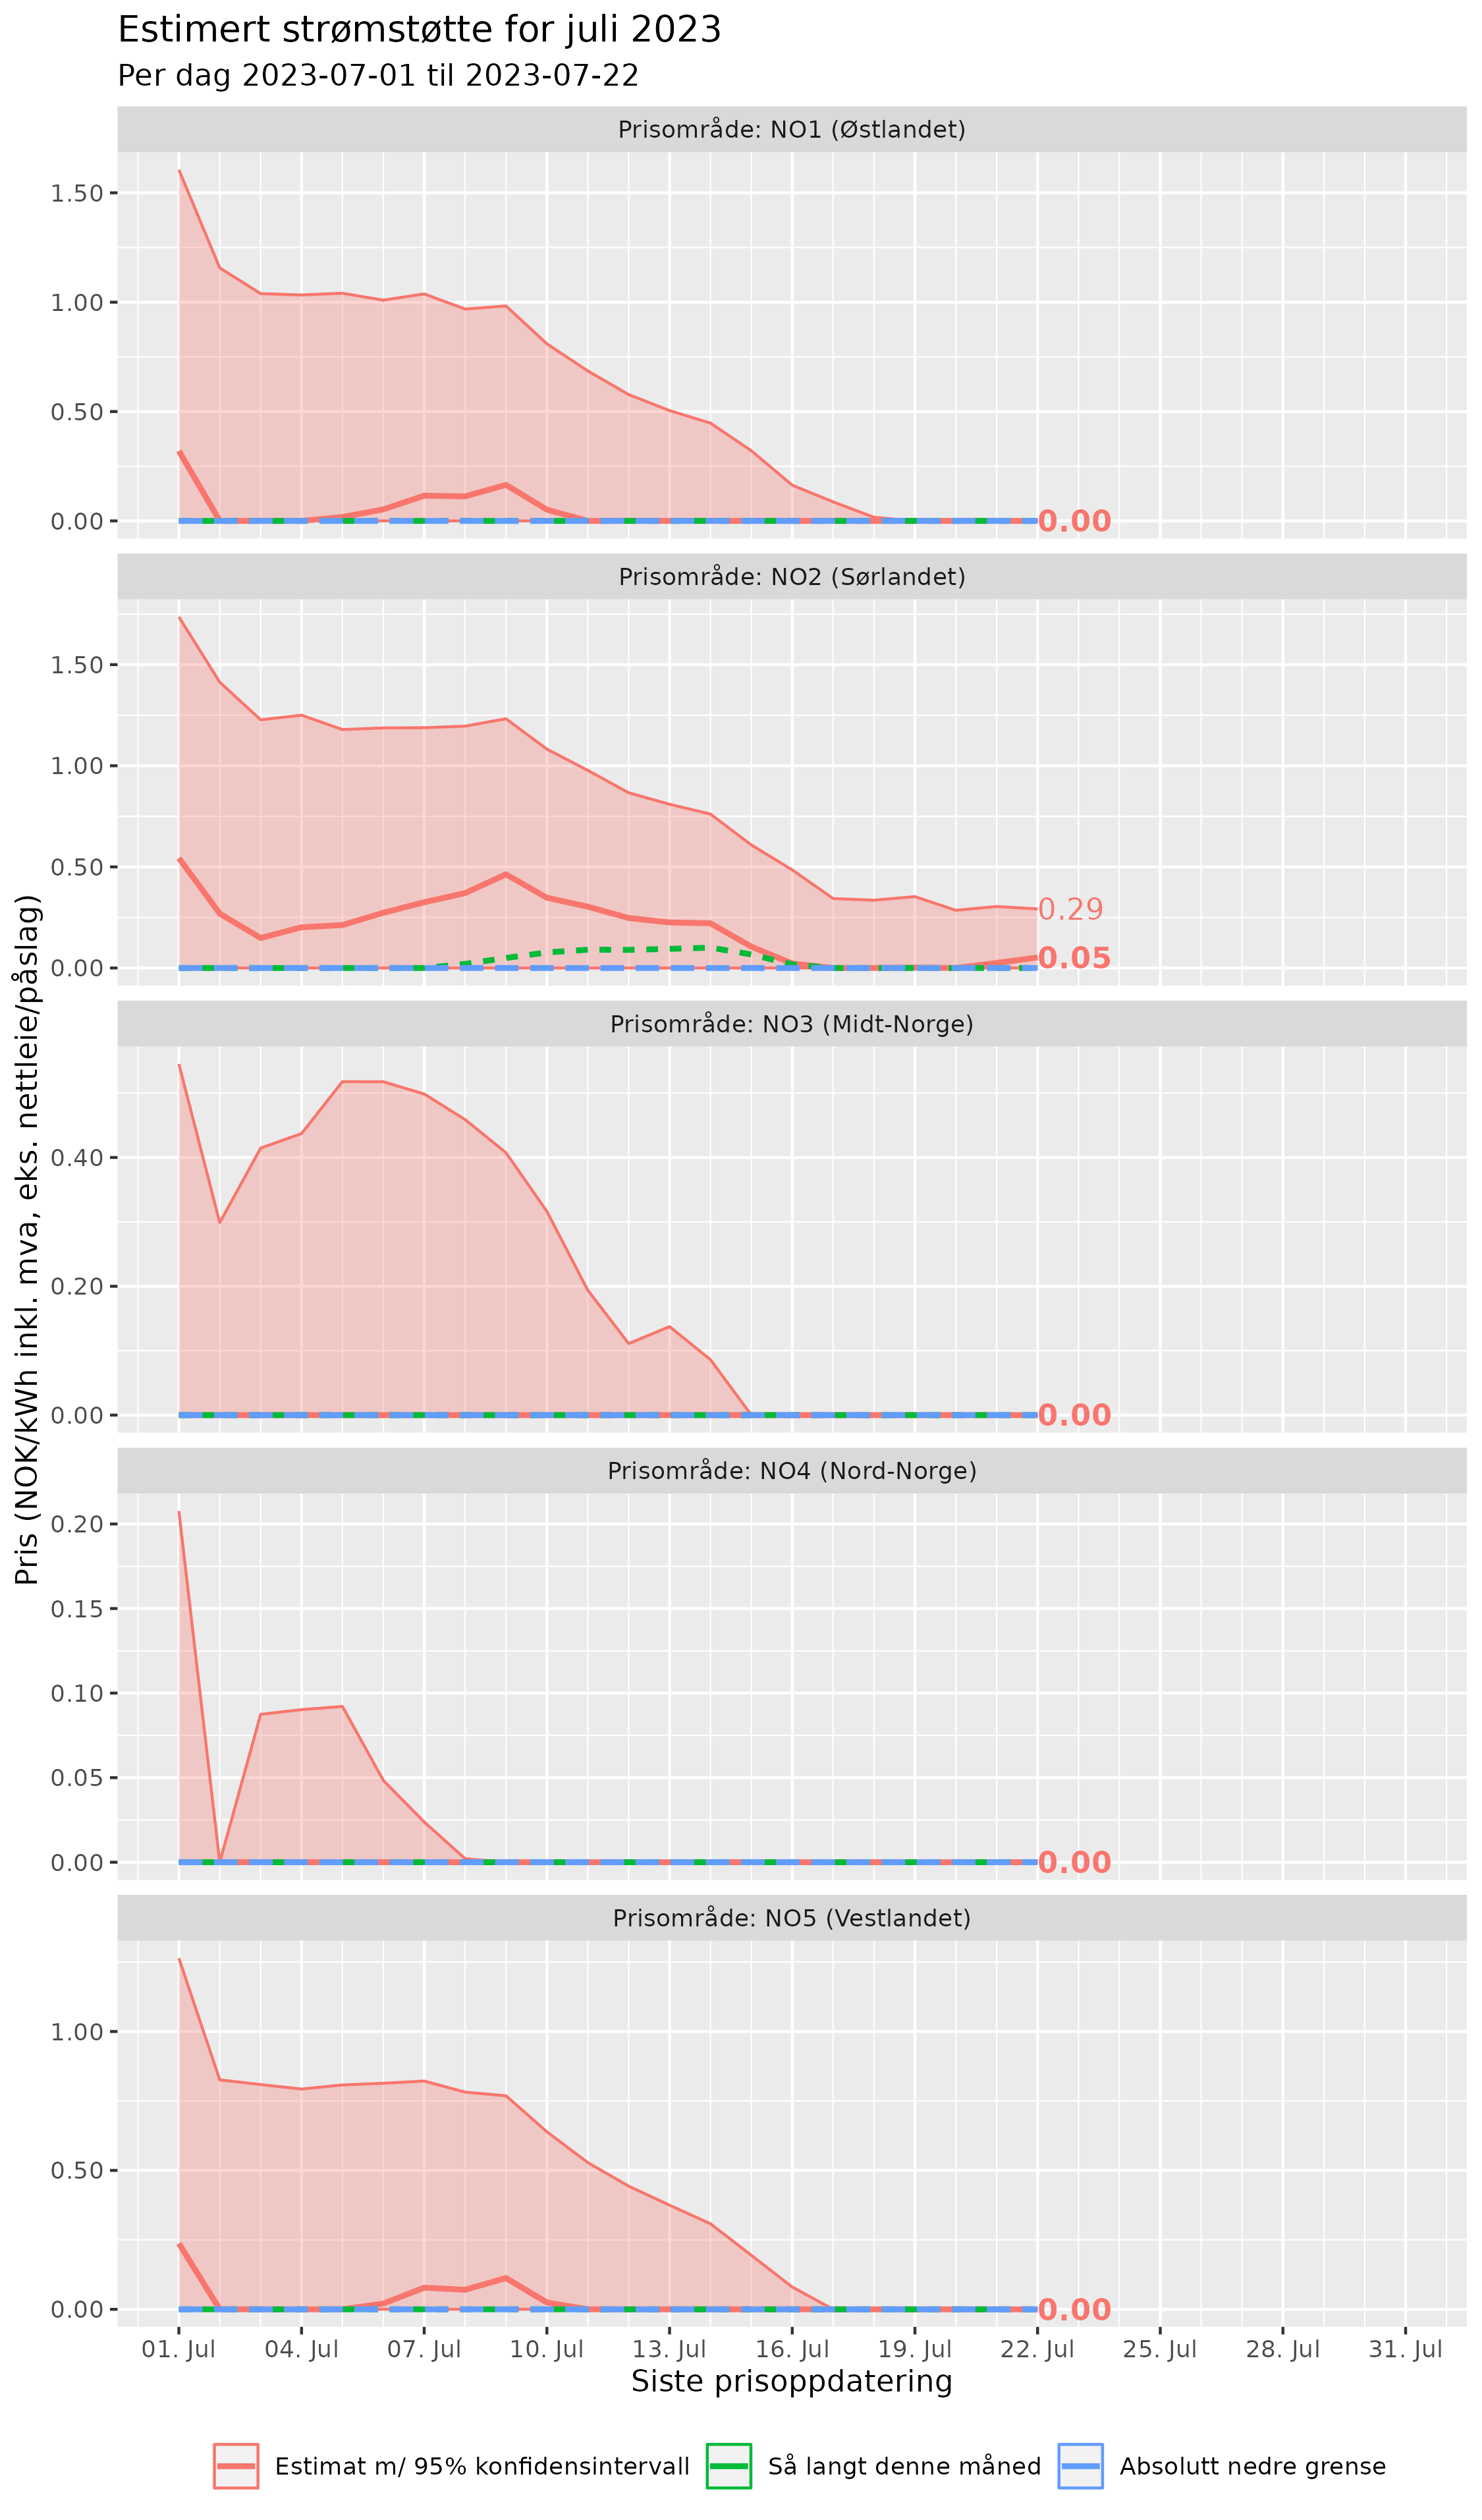 Estimert strømstøtte for juli 2023
Per dag 2023-07-01 til 2023-07-22
Pris (NOK/kWh inkl. mva, eks. nettleie/påslag)
Prisområde: NO1 (Østlandet)
1.50
1.00
0.50
0.00
0.00
Prisområde: NO2 (Sørlandet)
1.50
1.00
0.50
0.00
0.29
0.05
Prisområde: NO3 (Midt-Norge)
0.40
0.20
0.00
0.00
Prisområde: NO4 (Nord-Norge)
0.20
0.15
0.10
0.05
0.00
0.00
Prisområde: NO5 (Vestlandet)
1.00
0.50
0.00
0.00
01. Jul 04. Jul 07. Jul 10. Jul 13. Jul 16. Jul 19. Jul 22. Jul 25. Jul 28. Jul 31. Jul
Siste prisoppdatering
Estimat m/ 95% konfidensintervall Så langt denne måned Absolutt nedre grense